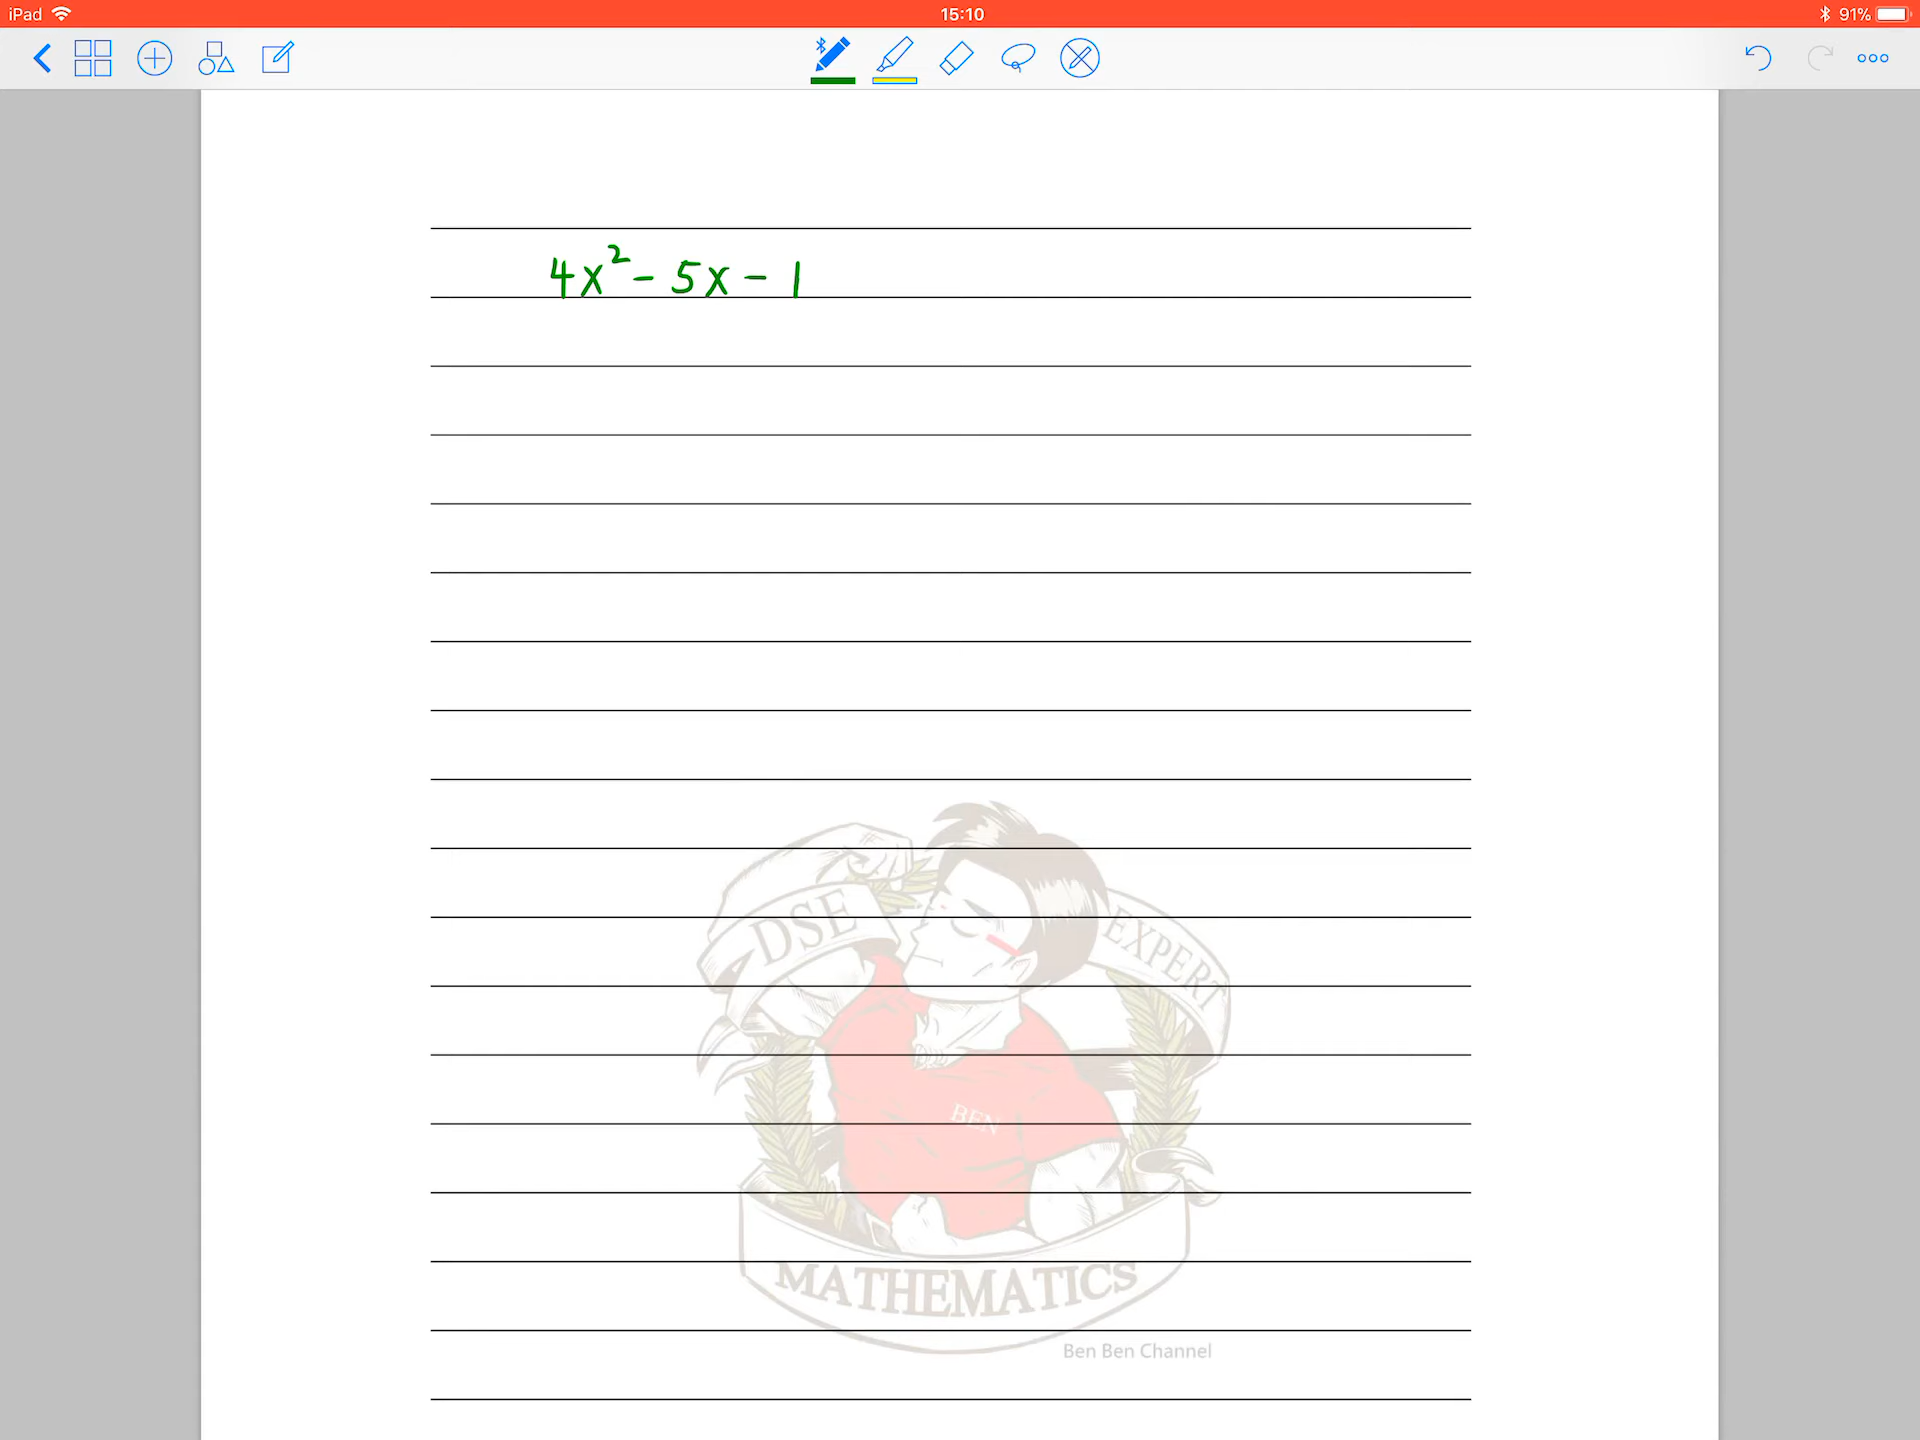 iPad 15:10 91%
4x² - 5x - 1
DSE EXPERT
BEN
MATHEMATICS
Ben Ben Channel